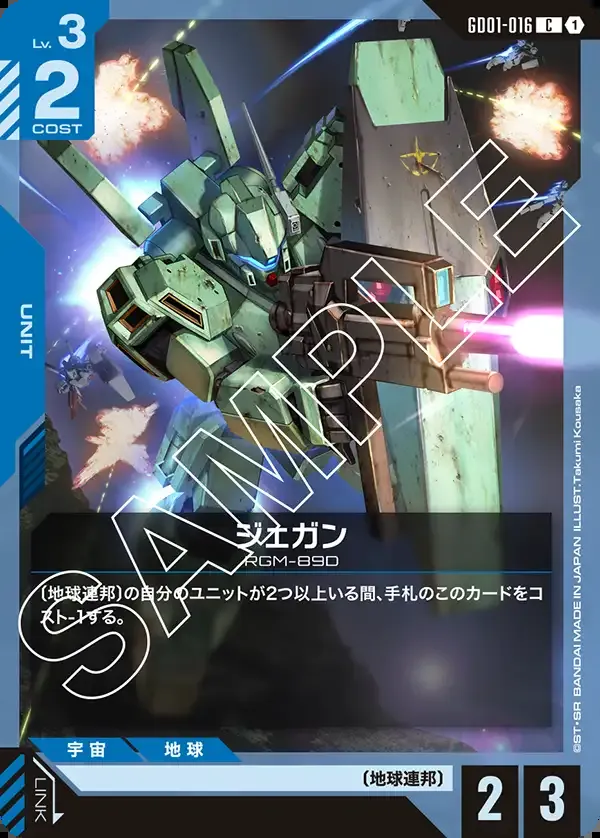 GD01-016 C 1
Lv. 3
2
COST
UNIT
SAMPLE
ジェガン
RGM-89D
〔地球連邦〕の自分のユニットが2つ以上いる間、手札のこのカードをコ
スト-1する。
宇宙 地球
LINK
〔地球連邦〕
2 3
©ST・SR BANDAI MADE IN JAPAN ILLUST.Takumi Kousaka